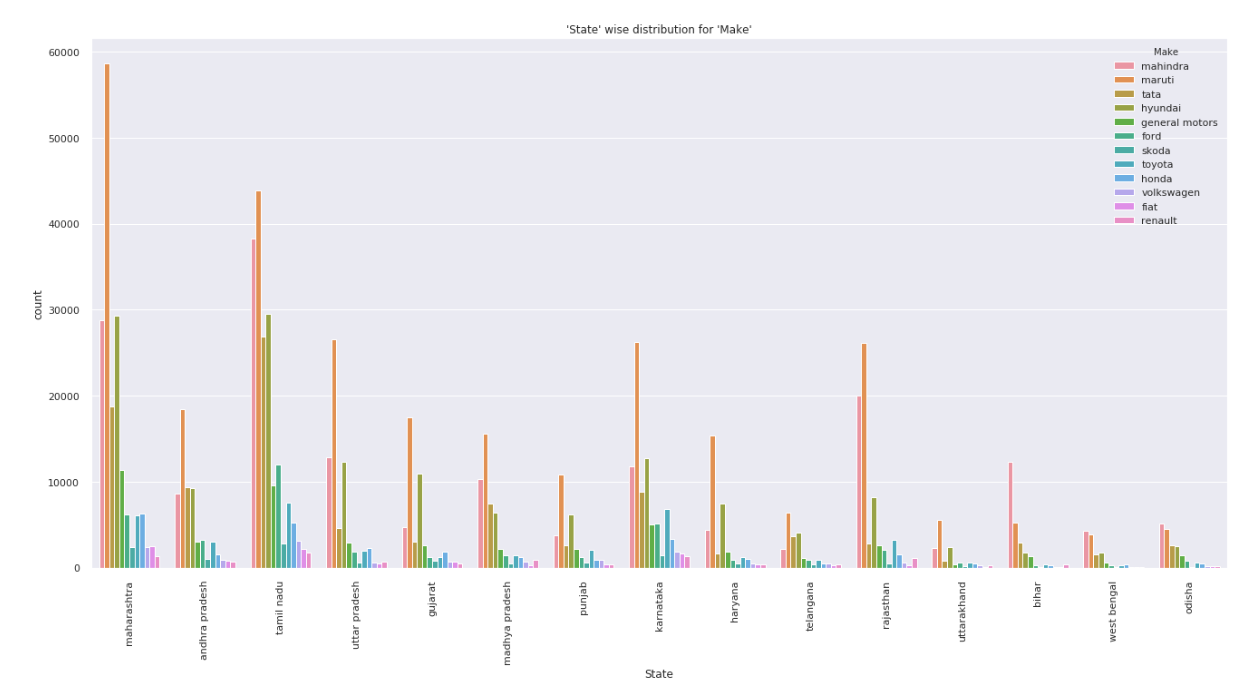 'State' wise distribution for 'Make'
60000
50000
40000
30000
20000
10000
0
count
Make
mahindra
maruti
tata
hyundai
general motors
ford
skoda
toyota
honda
volkswagen
fiat
renault
maharashtra
andhra pradesh
tamil nadu
uttar pradesh
gujarat
madhya pradesh
punjab
karnataka
haryana
telangana
rajasthan
uttarakhand
bihar
west bengal
odisha
State